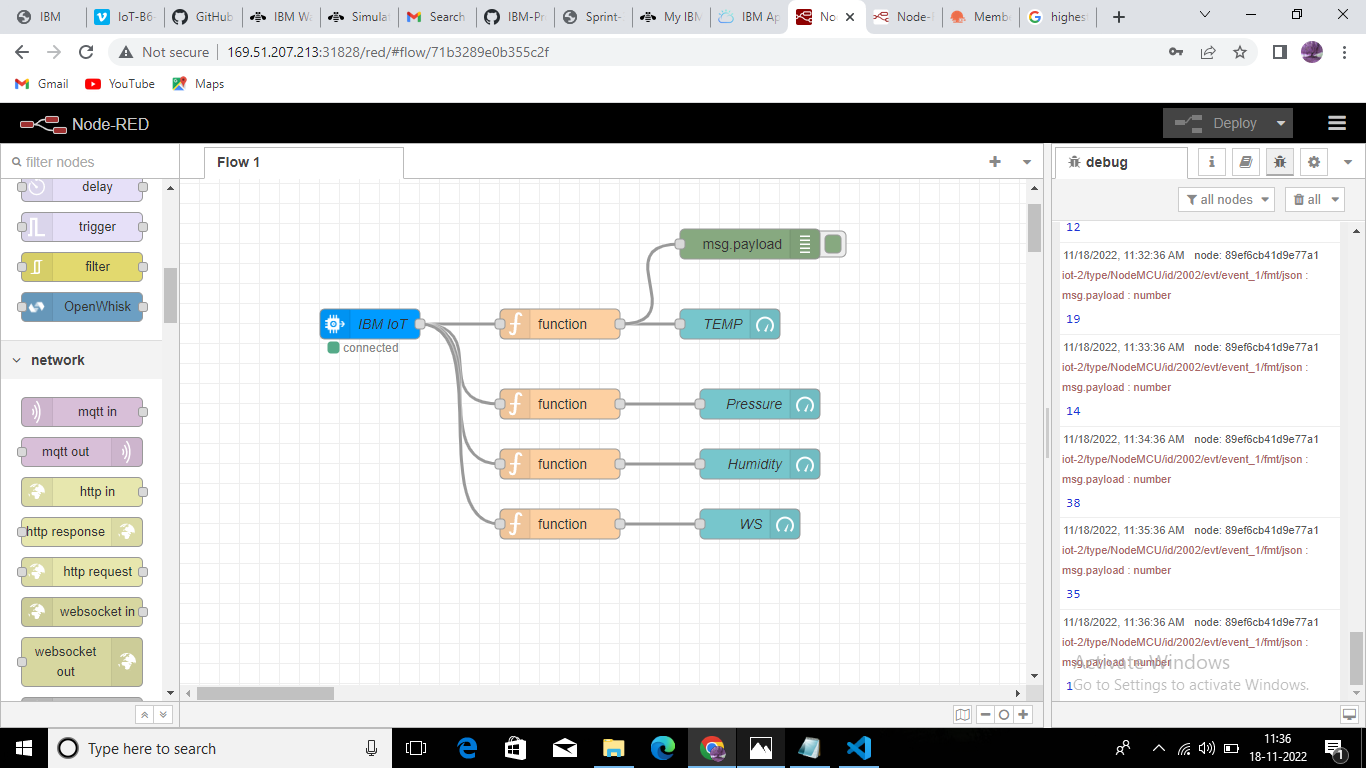 IBM
IoT-B6
GitHub
IBM Wa
Simulat
Search
IBM-Pr
Sprint-
My IBM
IBM Ap
No
Node-
Membe
highes
Not secure
169.51.207.213:31828/red/#flow/71b3289e0b355c2f
Gmail
YouTube
Maps
Node-RED
Deploy
filter nodes
Flow 1
debug
all nodes
all
delay
trigger
filter
OpenWhisk
network
mqtt in
mqtt out
http in
http response
http request
websocket in
websocket
out
msg.payload
IBM IoT
connected
function
TEMP
function
Pressure
function
Humidity
function
WS
12
11/18/2022, 11:32:36 AM node: 89ef6cb41d9e77a1
iot-2/type/NodeMCU/id/2002/evt/event_1/fmt/json :
msg.payload : number
19
11/18/2022, 11:33:36 AM node: 89ef6cb41d9e77a1
iot-2/type/NodeMCU/id/2002/evt/event_1/fmt/json :
msg.payload : number
14
11/18/2022, 11:34:36 AM node: 89ef6cb41d9e77a1
iot-2/type/NodeMCU/id/2002/evt/event_1/fmt/json :
msg.payload : number
38
11/18/2022, 11:35:36 AM node: 89ef6cb41d9e77a1
iot-2/type/NodeMCU/id/2002/evt/event_1/fmt/json :
msg.payload : number
35
11/18/2022, 11:36:36 AM node: 89ef6cb41d9e77a1
iot-2/type/NodeMCU/id/2002/evt/event_1/fmt/json :
msg.payload : number
Activate Windows
Go to Settings to activate Windows.
Type here to search
11:36
18-11-2022
1